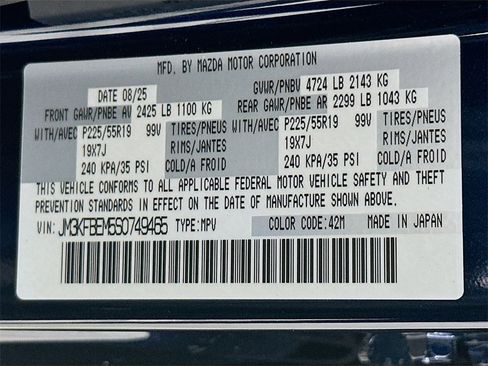 MFD. BY MAZDA MOTOR CORPORATION
DATE 08/25 GVWR/PNBV 4724 LB 2143 KG
FRONT GAWR/PNBE AV 2425 LB 1100 KG REAR GAWR/PNBE AR 2299 LB 1043 KG
WITH/AVEC P225/55R19 99V TIRES/PNEUS WITH/AVEC P225/55R19 99V TIRES/PNEUS
19X7J RIMS/JANTES 19X7J RIMS/JANTES
240 KPA/35 PSI COLD/A FROID 240 KPA/35 PSI COLD/A FROID
THIS VEHICLE CONFORMS TO ALL APPLICABLE FEDERAL MOTOR VEHICLE SAFETY AND THEFT
PREVENTION STANDARDS IN EFFECT ON THE DATE OF MANUFACTURE SHOWN ABOVE.
VIN: JM3KFBEM5S0749465 TYPE: MPV COLOR CODE: 42M MADE IN JAPAN